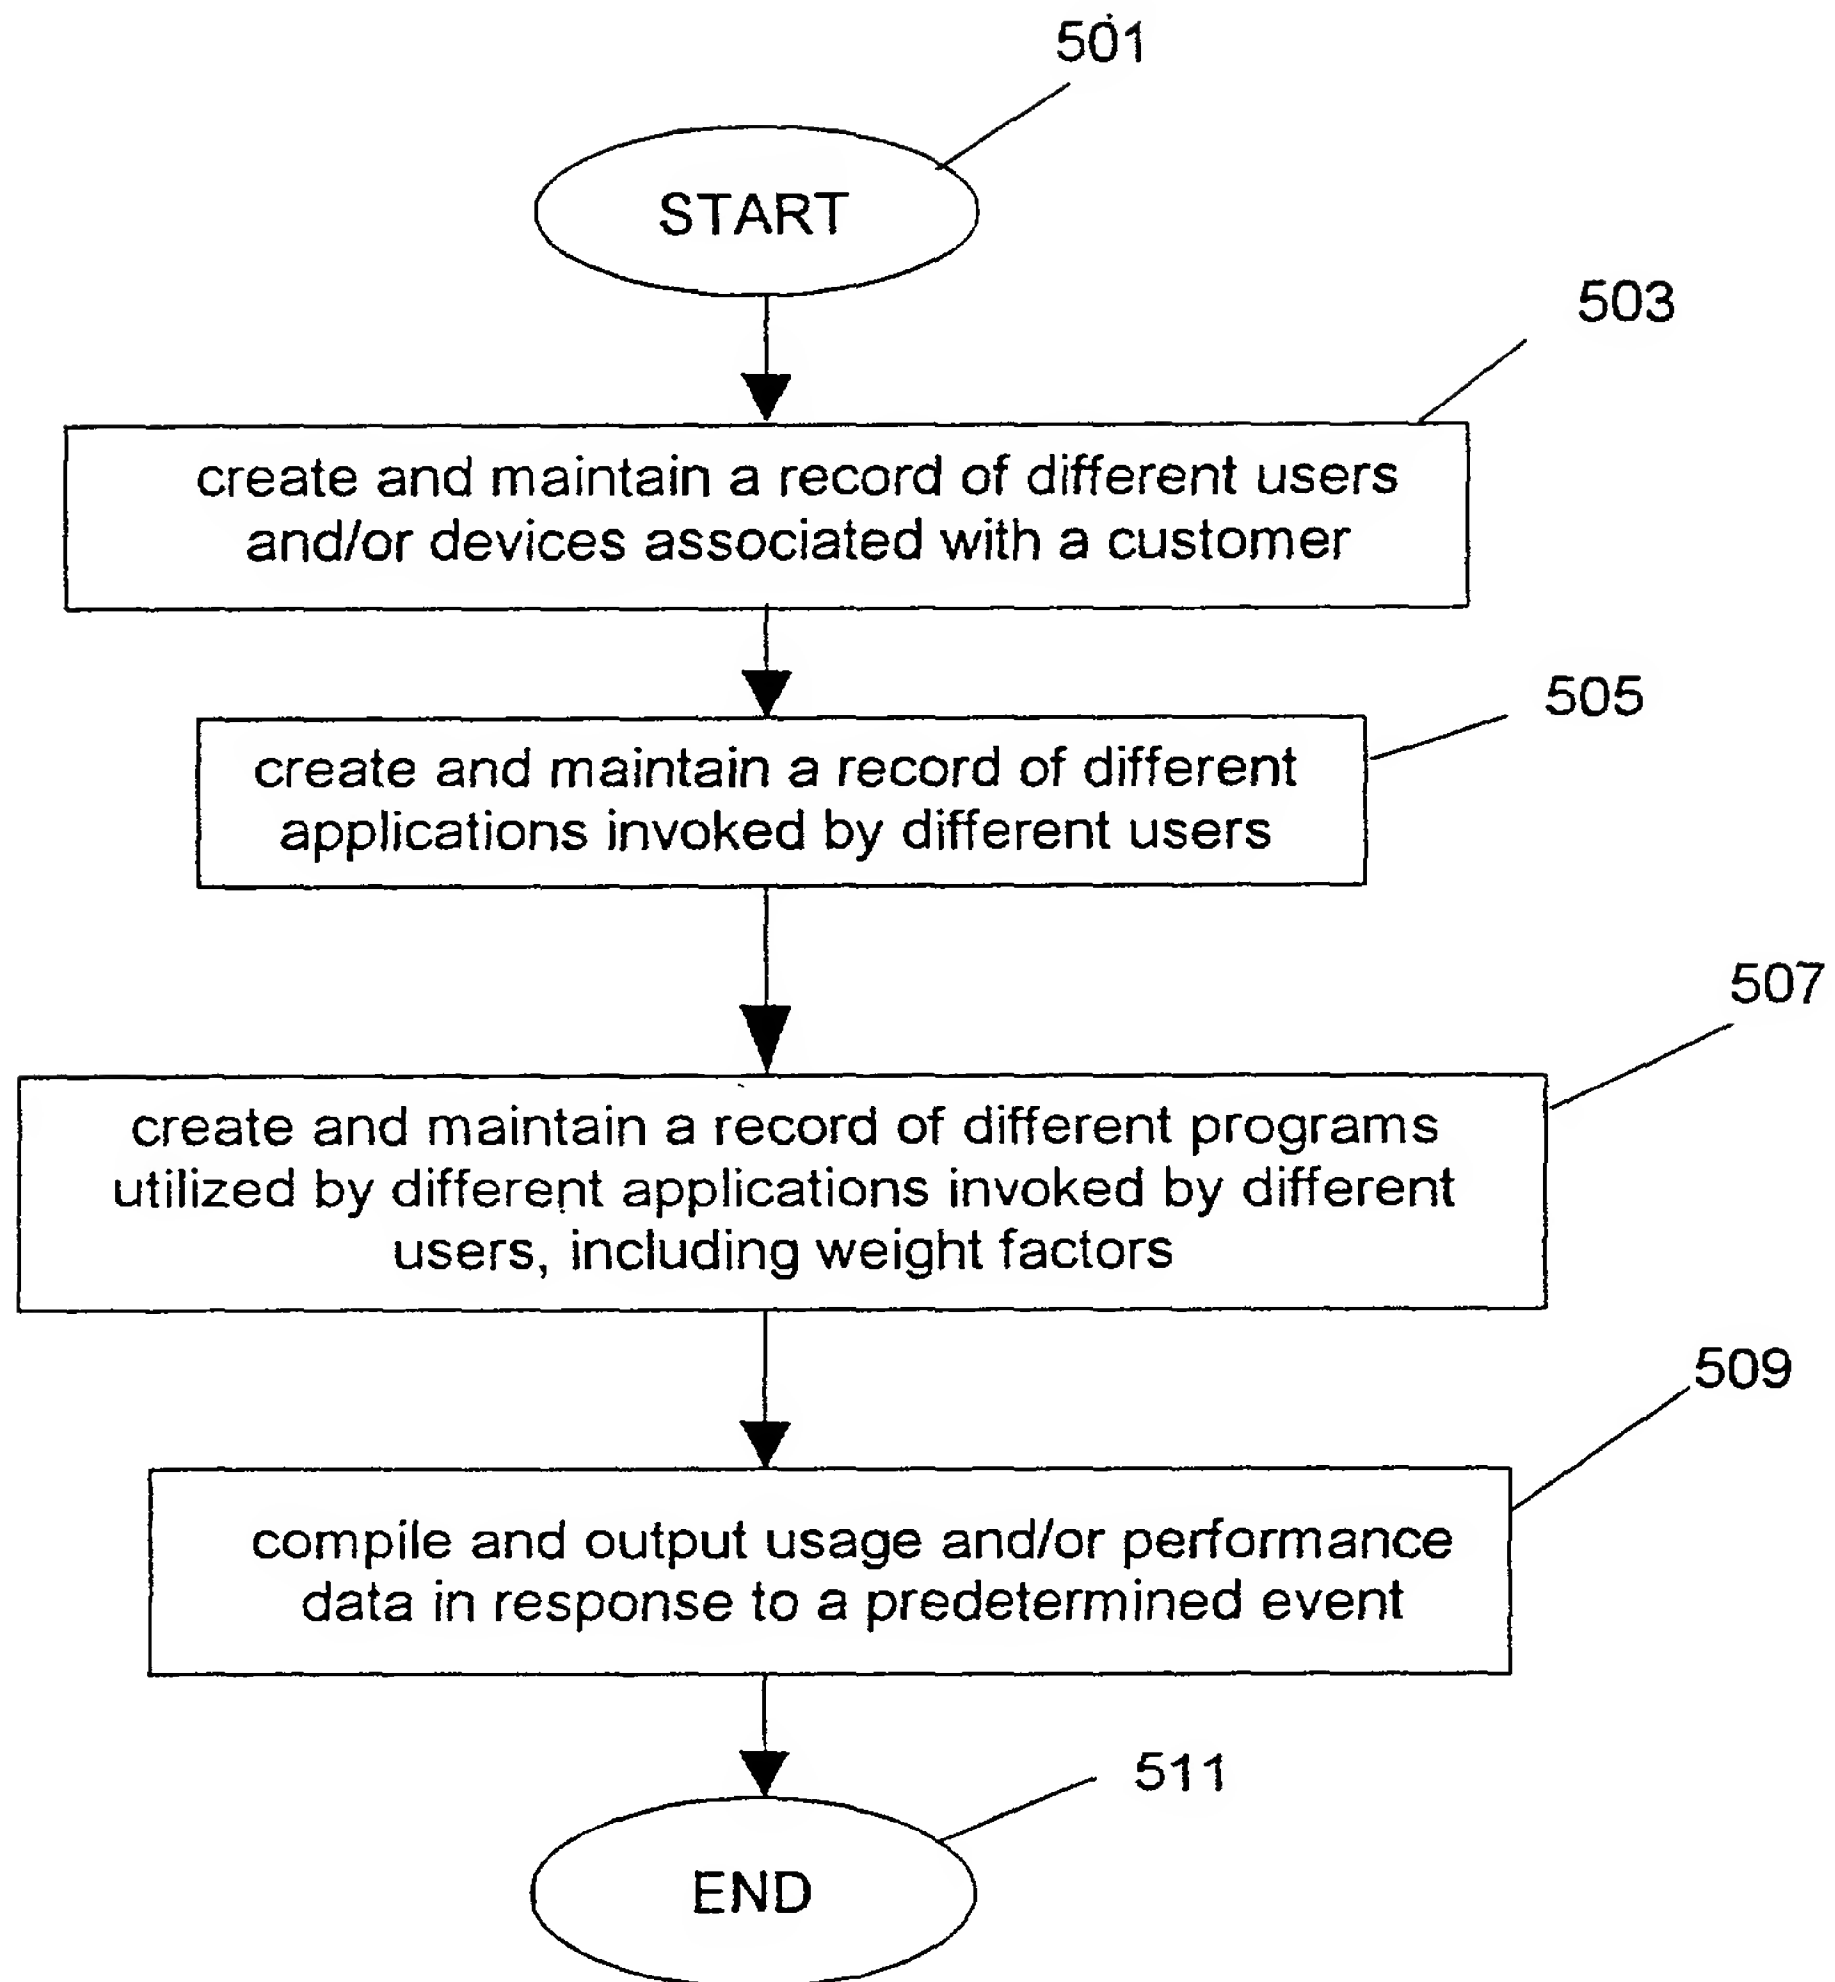 501
START
503
create and maintain a record of different users
and/or devices associated with a customer
505
create and maintain a record of different
applications invoked by different users
507
create and maintain a record of different programs
utilized by different applications invoked by different
users, including weight factors
509
compile and output usage and/or performance
data in response to a predetermined event
511
END